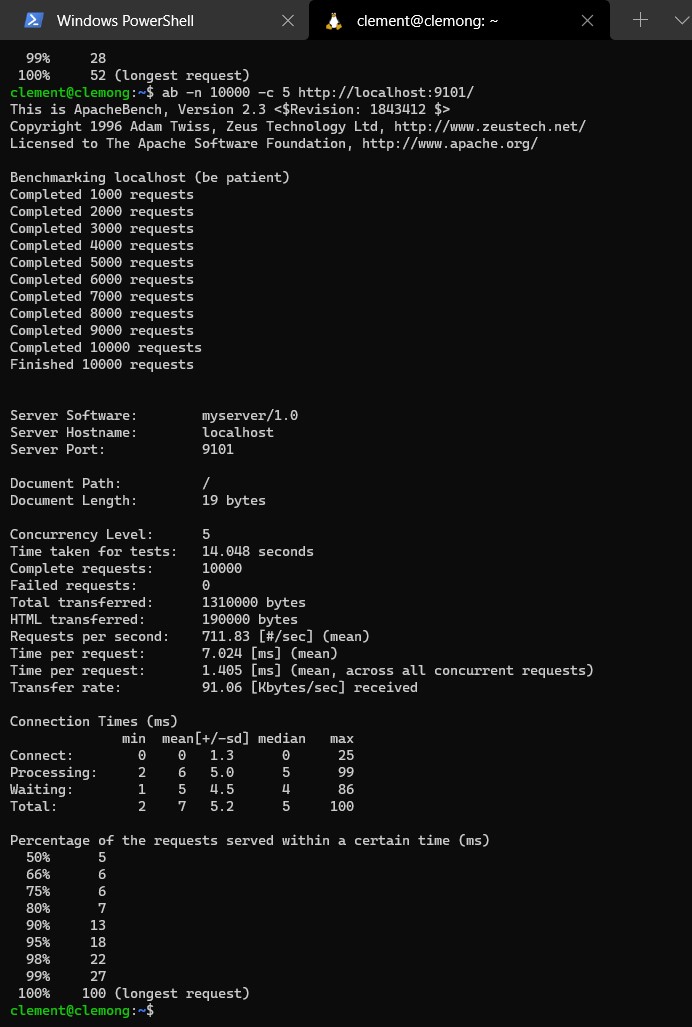 Windows PowerShell
clement@clemong: ~
99% 28
100% 52 (longest request)
clement@clemong:~$ ab -n 10000 -c 5 http://localhost:9101/
This is ApacheBench, Version 2.3 <$Revision: 1843412 $>
Copyright 1996 Adam Twiss, Zeus Technology Ltd, http://www.zeustech.net/
Licensed to The Apache Software Foundation, http://www.apache.org/

Benchmarking localhost (be patient)
Completed 1000 requests
Completed 2000 requests
Completed 3000 requests
Completed 4000 requests
Completed 5000 requests
Completed 6000 requests
Completed 7000 requests
Completed 8000 requests
Completed 9000 requests
Completed 10000 requests
Finished 10000 requests

Server Software: myserver/1.0
Server Hostname: localhost
Server Port: 9101

Document Path: /
Document Length: 19 bytes

Concurrency Level: 5
Time taken for tests: 14.048 seconds
Complete requests: 10000
Failed requests: 0
Total transferred: 1310000 bytes
HTML transferred: 190000 bytes
Requests per second: 711.83 [#/sec] (mean)
Time per request: 7.024 [ms] (mean)
Time per request: 1.405 [ms] (mean, across all concurrent requests)
Transfer rate: 91.06 [Kbytes/sec] received

Connection Times (ms)
min mean[+/-sd] median max
Connect: 0 0 1.3 0 25
Processing: 2 6 5.0 5 99
Waiting: 1 5 4.5 4 86
Total: 2 7 5.2 5 100

Percentage of the requests served within a certain time (ms)
50% 5
66% 6
75% 6
80% 7
90% 13
95% 18
98% 22
99% 27
100% 100 (longest request)
clement@clemong:~$